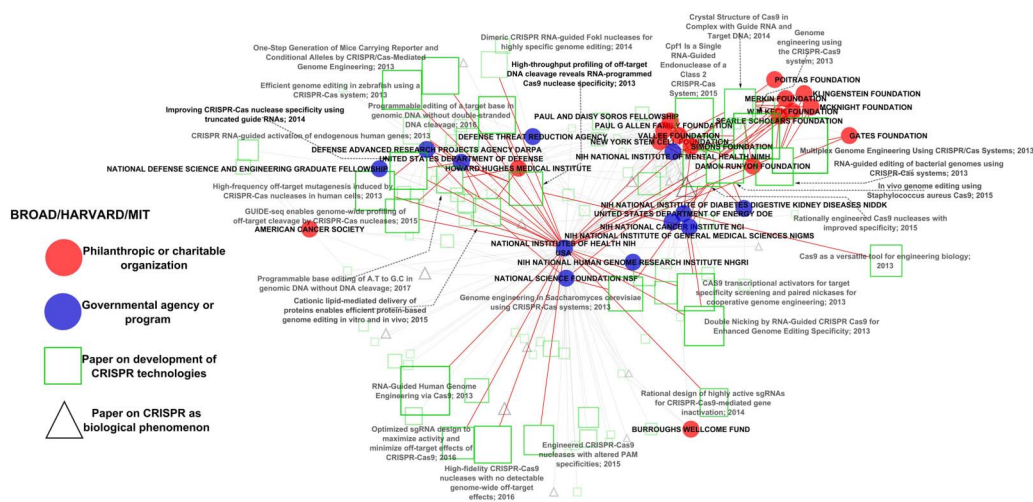 Crystal Structure of Cas9 in
Complex with Guide RNA and
Target DNA; 2014
Genome
engineering using
the CRISPR-Cas9
system; 2013
Dimeric CRISPR RNA-guided FokI nucleases for
highly specific genome editing; 2014
One-Step Generation of Mice Carrying Reporter and
Conditional Alleles by CRISPR/Cas-Mediated
Genome Engineering; 2013
Cpf1 Is a Single
RNA-Guided
Endonuclease of a
Class 2
CRISPR-Cas
System; 2015
High-throughput profiling of off-target
DNA cleavage reveals RNA-programmed
Cas9 nuclease specificity; 2013
Efficient genome editing in zebrafish using a
CRISPR-Cas system; 2013
POITRAS FOUNDATION
KLINGENSTEIN FOUNDATION
MERKIN FOUNDATION
MCKNIGHT FOUNDATION
W.M KECK FOUNDATION
SEARLE SCHOLARS FOUNDATION
Programmable editing of a target base in
genomic DNA without double-stranded
DNA cleavage; 2016
Improving CRISPR-Cas nuclease specificity using
truncated guide RNAs; 2014
PAUL AND DAISY SOROS FELLOWSHIP
PAUL G ALLEN FAMILY FOUNDATION
VALLEE FOUNDATION
NEW YORK STEM CELL FOUNDATION
SIMONS FOUNDATION
GATES FOUNDATION
CRISPR RNA-guided activation of endogenous human genes; 2013
DEFENSE THREAT REDUCTION AGENCY
DEFENSE ADVANCED RESEARCH PROJECTS AGENCY DARPA
UNITED STATES DEPARTMENT OF DEFENSE
NATIONAL DEFENSE SCIENCE AND ENGINEERING GRADUATE FELLOWSHIP
HOWARD HUGHES MEDICAL INSTITUTE
NIH NATIONAL INSTITUTE OF MENTAL HEALTH NIMH
DAMON RUNYON FOUNDATION
Multiplex Genome Engineering Using CRISPR/Cas Systems; 2013
RNA-guided editing of bacterial genomes using
CRISPR-Cas systems; 2013
In vivo genome editing using
Staphylococcus aureus Cas9; 2015
High-frequency off-target mutagenesis induced by
CRISPR-Cas nucleases in human cells; 2013
GUIDE-seq enables genome-wide profiling of
off-target cleavage by CRISPR-Cas nucleases; 2015
AMERICAN CANCER SOCIETY
NIH NATIONAL INSTITUTE OF DIABETES DIGESTIVE KIDNEY DISEASES NIDDK
UNITED STATES DEPARTMENT OF ENERGY DOE
NIH NATIONAL CANCER INSTITUTE NCI
NIH NATIONAL INSTITUTE OF GENERAL MEDICAL SCIENCES NIGMS
Rationally engineered Cas9 nucleases with
improved specificity; 2015
BROAD/HARVARD/MIT
Philanthropic or charitable
organization
Governmental agency or
program
Paper on development of
CRISPR technologies
Paper on CRISPR as
biological phenomenon
NATIONAL INSTITUTES OF HEALTH NIH
USA
NIH NATIONAL HUMAN GENOME RESEARCH INSTITUTE NHGRI
NATIONAL SCIENCE FOUNDATION NSF
Cas9 as a versatile tool for engineering biology;
2013
Programmable base editing of A.T to G.C in
genomic DNA without DNA cleavage; 2017
Cationic lipid-mediated delivery of
proteins enables efficient protein-based
genome editing in vitro and in vivo; 2015
Genome engineering in Saccharomyces cerevisiae
using CRISPR-Cas systems; 2013
CAS9 transcriptional activators for target
specificity screening and paired nickases for
cooperative genome engineering; 2013
Double Nicking by RNA-Guided CRISPR Cas9 for
Enhanced Genome Editing Specificity; 2013
RNA-Guided Human Genome
Engineering via Cas9; 2013
Rational design of highly active sgRNAs
for CRISPR-Cas9-mediated gene
inactivation; 2014
BURROUGHS WELLCOME FUND
Optimized sgRNA design to
maximize activity and
minimize off-target effects of
CRISPR-Cas9; 2016
High-fidelity CRISPR-Cas9
nucleases with no detectable
genome-wide off-target
effects; 2016
Engineered CRISPR-Cas9
nucleases with altered PAM
specificities; 2015